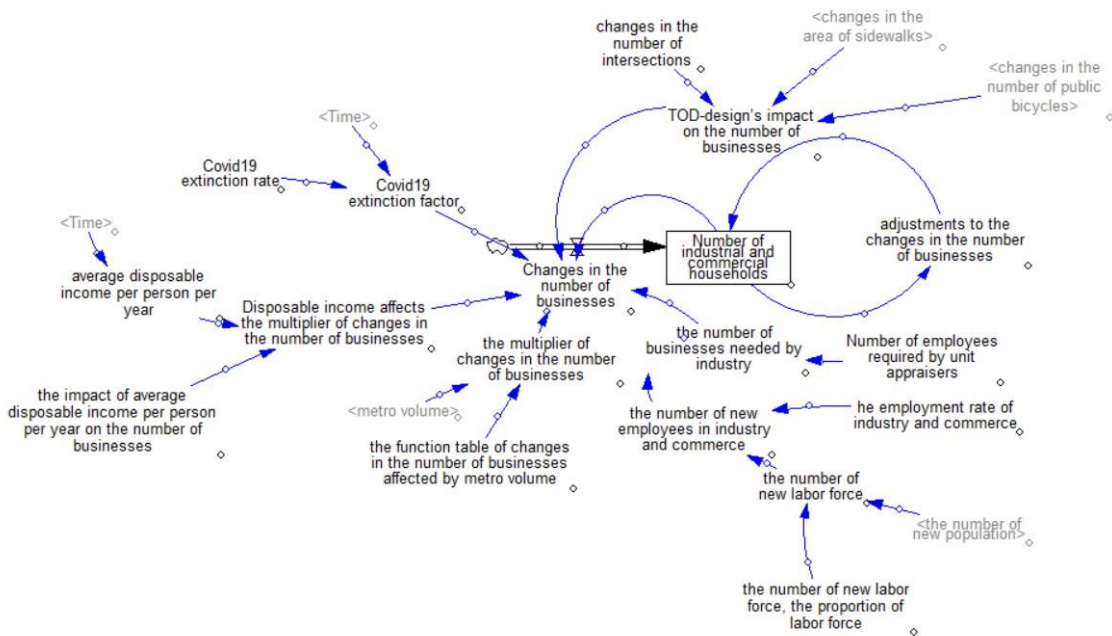 changes in the
number of
intersections
<changes in the
area of sidewalks>
<changes in the
number of public
bicycles>
TOD-design's impact
on the number of
businesses
<Time>
Covid19
extinction rate
Covid19
extinction factor
<Time>
average disposable
income per person per
year
Number of
industrial and
commercial
households
adjustments to the
changes in the number
of businesses
Changes in the
number of
businesses
Disposable income affects
the multiplier of changes in
the number of businesses
the number of
businesses needed by
industry
Number of employees
required by unit
appraisers
the multiplier of
changes in the number
of businesses
the impact of average
disposable income per person
per year on the number of
businesses
<metro volume>
the number of new
employees in industry
and commerce
he employment rate of
industry and commerce
the function table of changes
in the number of businesses
affected by metro volume
the number of
new labor force
<the number of
new population>
the number of new labor
force, the proportion of
labor force